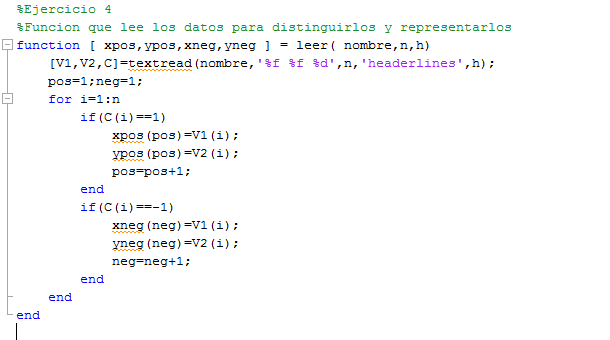 %Ejercicio 4
%Funcion que lee los datos para distinguirlos y representarlos
function [ xpos,ypos,xneg,yneg ] = leer( nombre,n,h)
[V1,V2,C]=textread(nombre,'%f %f %d',n,'headerlines',h);
pos=1;neg=1;
for i=1:n
if(C(i)==1)
xpos(pos)=V1(i);
ypos(pos)=V2(i);
pos=pos+1;
end
if(C(i)==-1)
xneg(neg)=V1(i);
yneg(neg)=V2(i);
neg=neg+1;
end
end
end